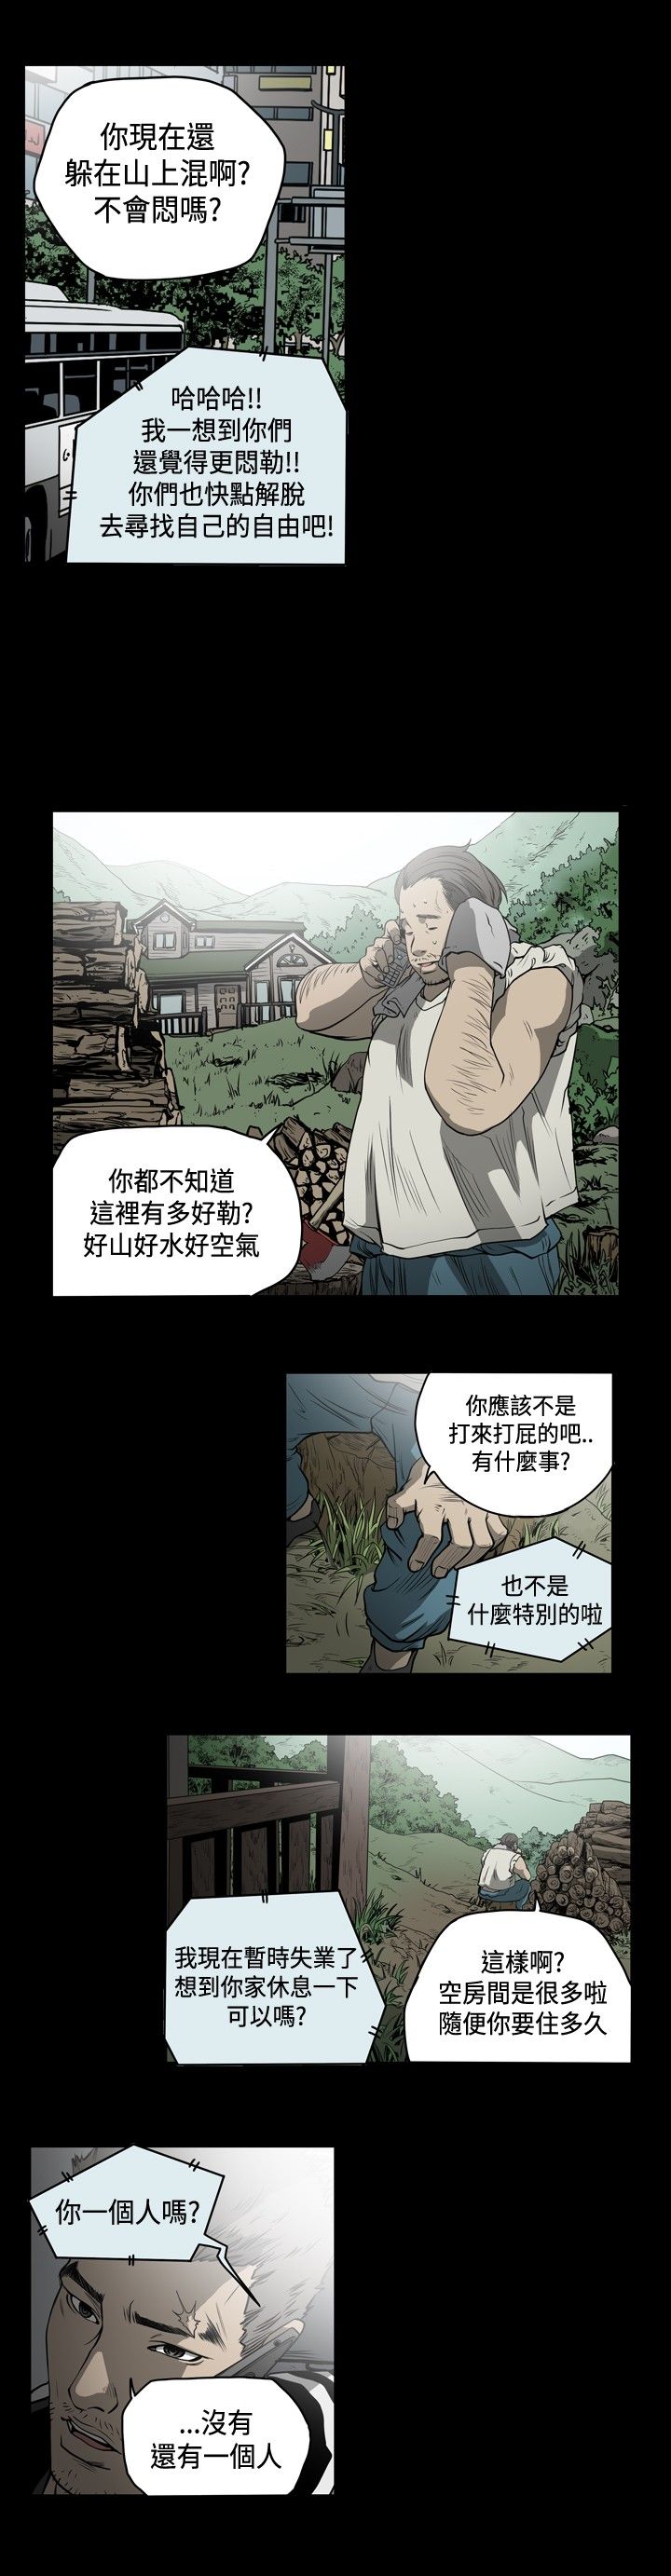 你現在還
躲在山上混啊?
不會悶嗎?
哈哈哈!!
我一想到你們
還覺得更悶勒!!
你們也快點解脫
去尋找自己的自由吧!
你都不知道
這裡有多好勒?
好山好水好空氣
你應該不是
打來打屁的吧..
有什麼事?
也不是
什麼特別的啦
我現在暫時失業了
想到你家休息一下
可以嗎?
這樣啊?
空房間是很多啦
隨便你要住多久
你一個人嗎?
...沒有
還有一個人